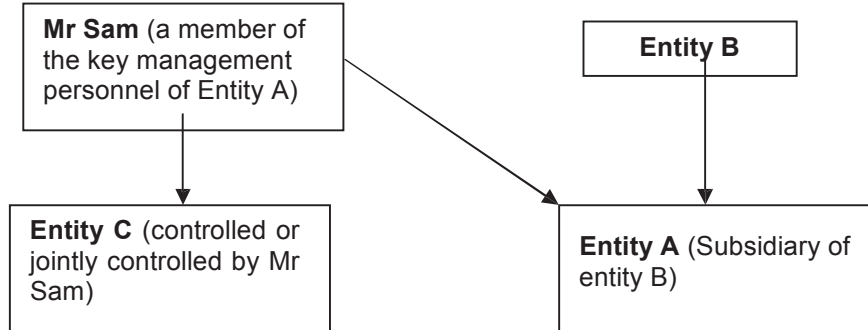 Mr Sam (a member of
the key management
personnel of Entity A)
Entity B
Entity C (controlled or
jointly controlled by Mr
Sam)
Entity A (Subsidiary of
entity B)